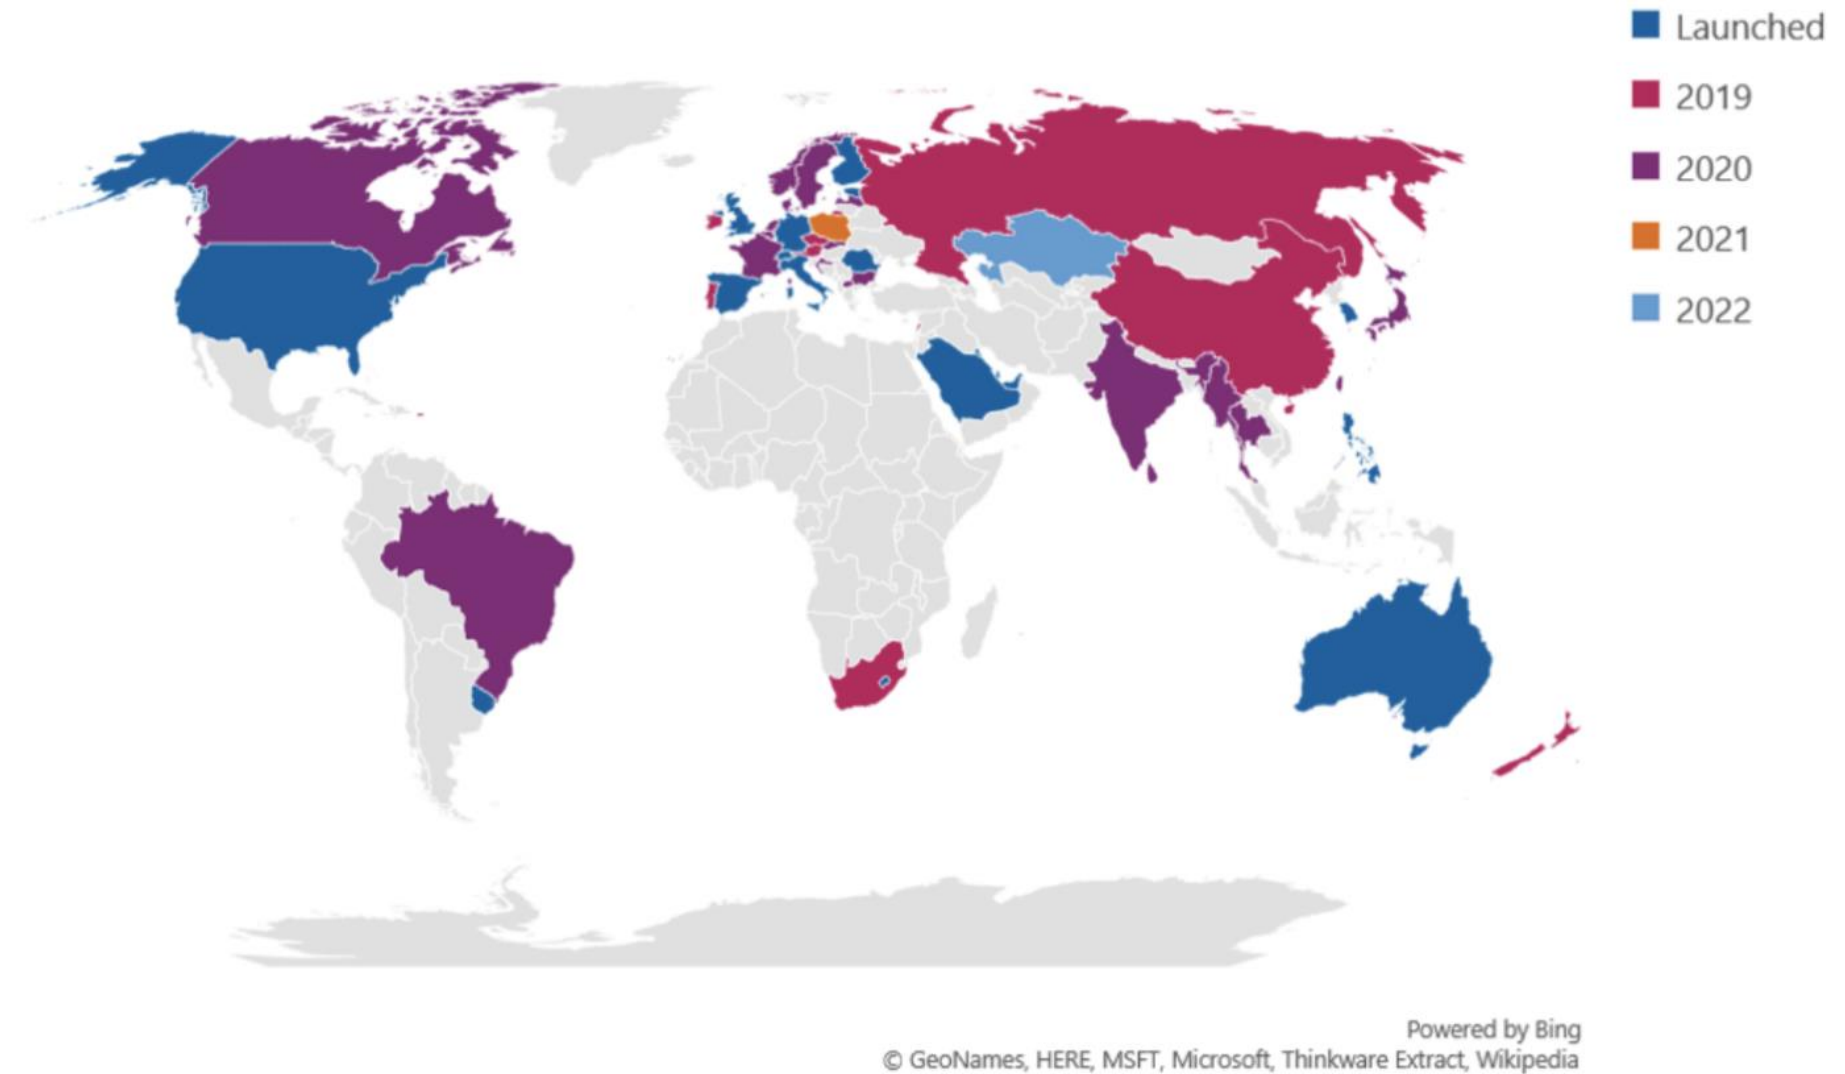 Launched
2019
2020
2021
2022
Powered by Bing
© GeoNames, HERE, MSFT, Microsoft, Thinkware Extract, Wikipedia